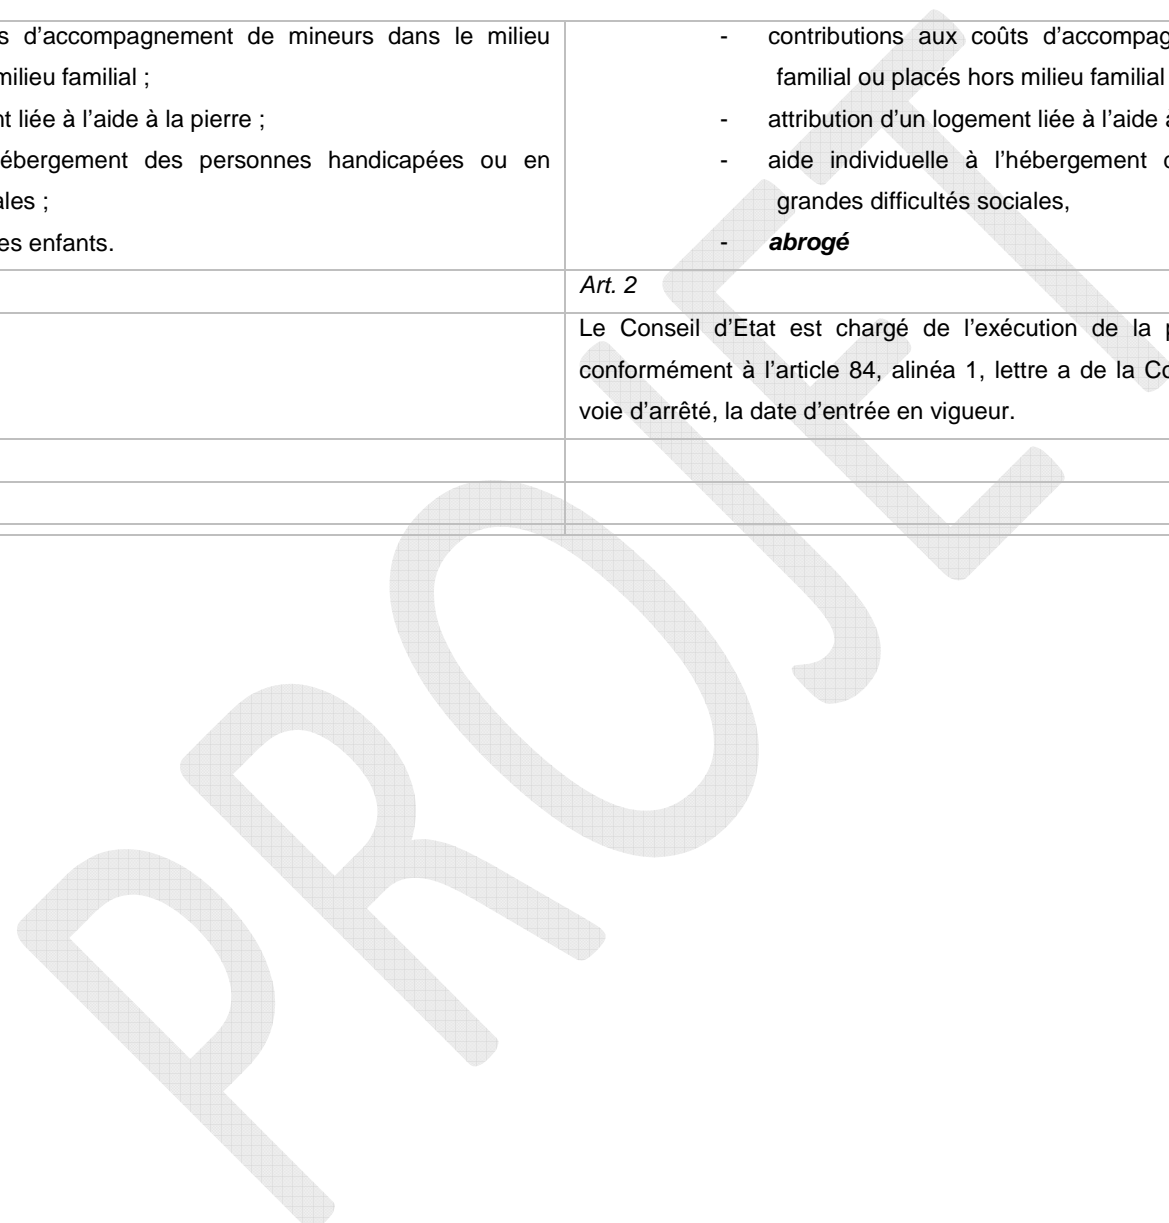 s d'accompagnement de mineurs dans le milieu
milieu familial ;
nt liée à l'aide à la pierre ;
ébergement des personnes handicapées ou en
ales ;
es enfants.
- contributions aux coûts d'accompag
familial ou placés hors milieu familial
- attribution d'un logement liée à l'aide à
- aide individuelle à l'hébergement d
grandes difficultés sociales,
- abrogé
Art. 2
Le Conseil d'Etat est chargé de l'exécution de la p
conformément à l'article 84, alinéa 1, lettre a de la Co
voie d'arrêté, la date d'entrée en vigueur.
PROJET